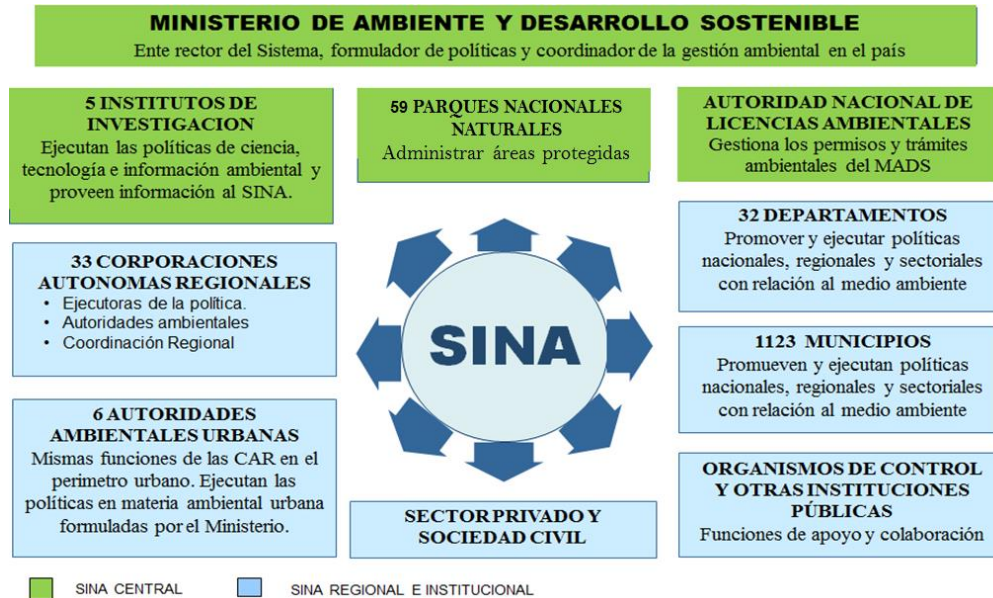 MINISTERIO DE AMBIENTE Y DESARROLLO SOSTENIBLE
Ente rector del Sistema, formulador de políticas y coordinador de la gestión ambiental en el país
5 INSTITUTOS DE
INVESTIGACION
Ejecutan las políticas de ciencia,
tecnología e información ambiental y
proveen información al SINA.
59 PARQUES NACIONALES
NATURALES
Administrar áreas protegidas
AUTORIDAD NACIONAL DE
LICENCIAS AMBIENTALES
Gestiona los permisos y trámites
ambientales del MADS
33 CORPORACIONES
AUTONOMAS REGIONALES
• Ejecutoras de la política.
• Autoridades ambientales
• Coordinación Regional
SINA
32 DEPARTAMENTOS
Promover y ejecutar políticas
nacionales, regionales y sectoriales
con relación al medio ambiente
1123 MUNICIPIOS
Promueven y ejecutan políticas
nacionales, regionales y sectoriales
con relación al medio ambiente
6 AUTORIDADES
AMBIENTALES URBANAS
Mismas funciones de las CAR en el
perimetro urbano. Ejecutan las
políticas en materia ambiental urbana
formuladas por el Ministerio.
SECTOR PRIVADO Y
SOCIEDAD CIVIL
ORGANISMOS DE CONTROL
Y OTRAS INSTITUCIONES
PÚBLICAS
Funciones de apoyo y colaboración
SINA CENTRAL
SINA REGIONAL E INSTITUCIONAL